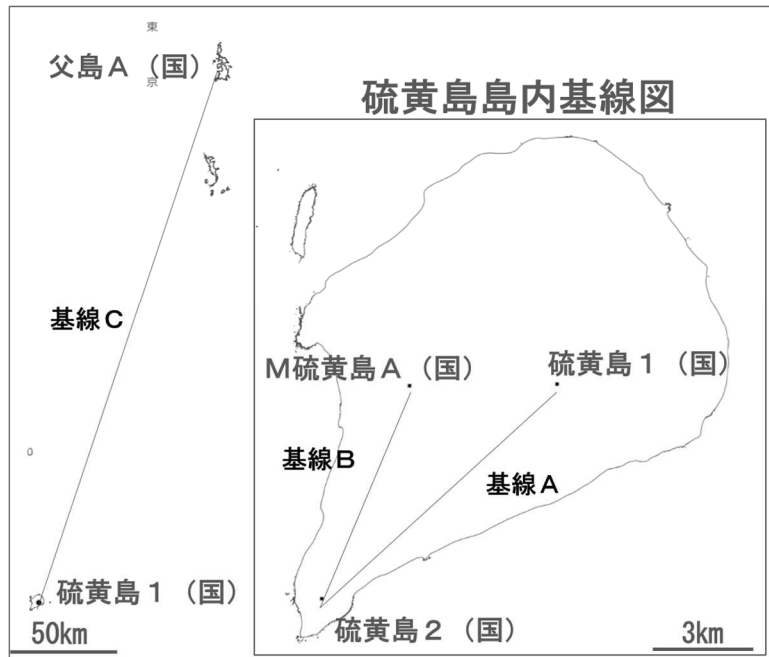 東
父島A（国）
京
硫黄島島内基線図
基線C
M硫黄島A（国）
硫黄島1（国）
基線B
基線A
硫黄島1（国）
硫黄島2（国）
50km
3km